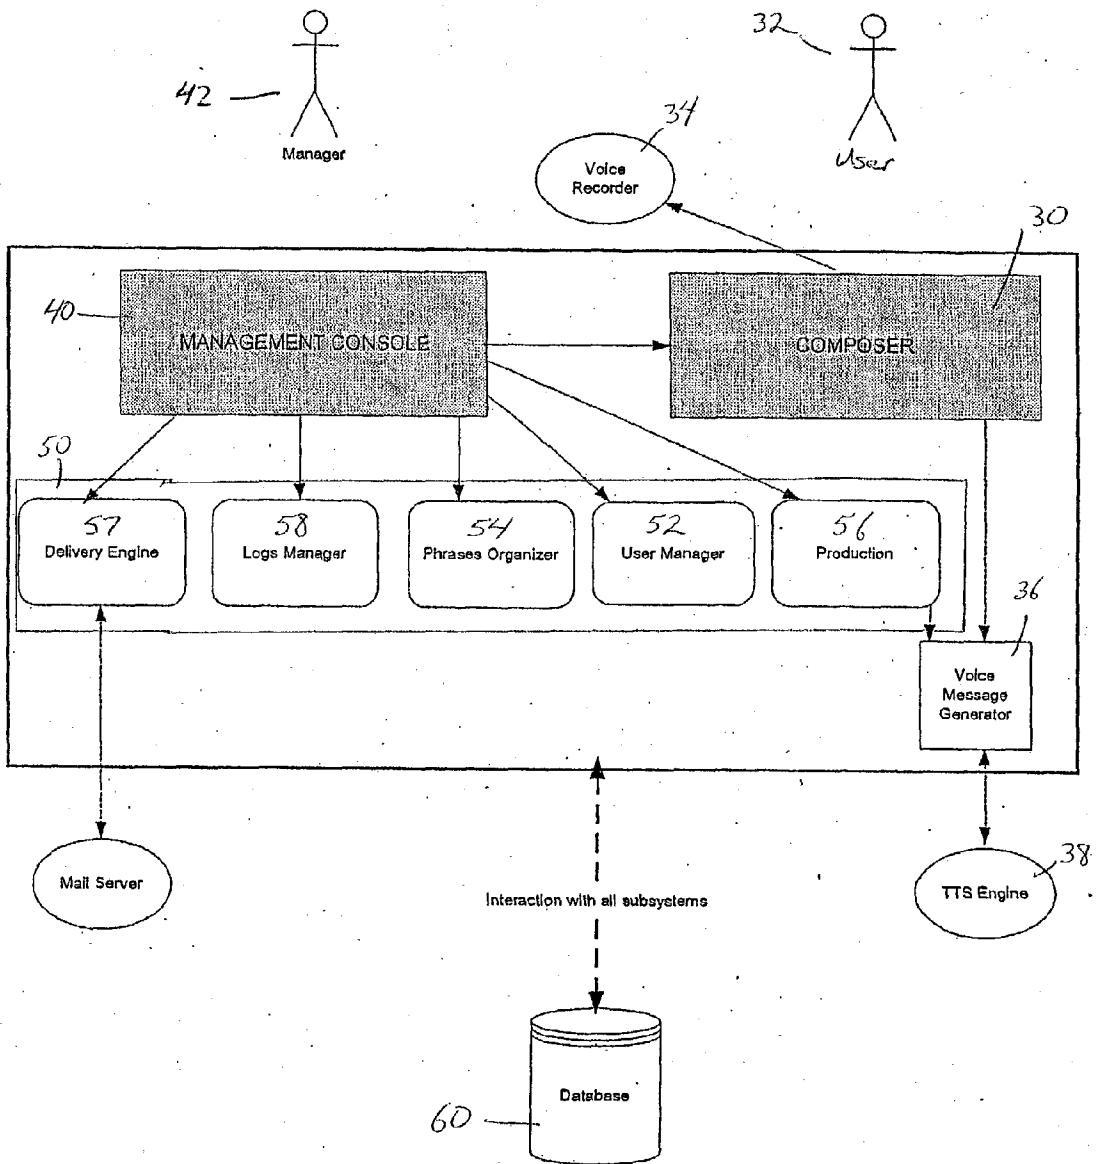 32
42
Manager
34
User
Voice
Recorder
30
40
MANAGEMENT CONSOLE
COMPOSER
50
57
Delivery Engine
58
Logs Manager
54
Phrases Organizer
52
User Manager
56
Production
36
Voice
Message
Generator
Mail Server
38
TTS Engine
Interaction with all subsystems
Database
60